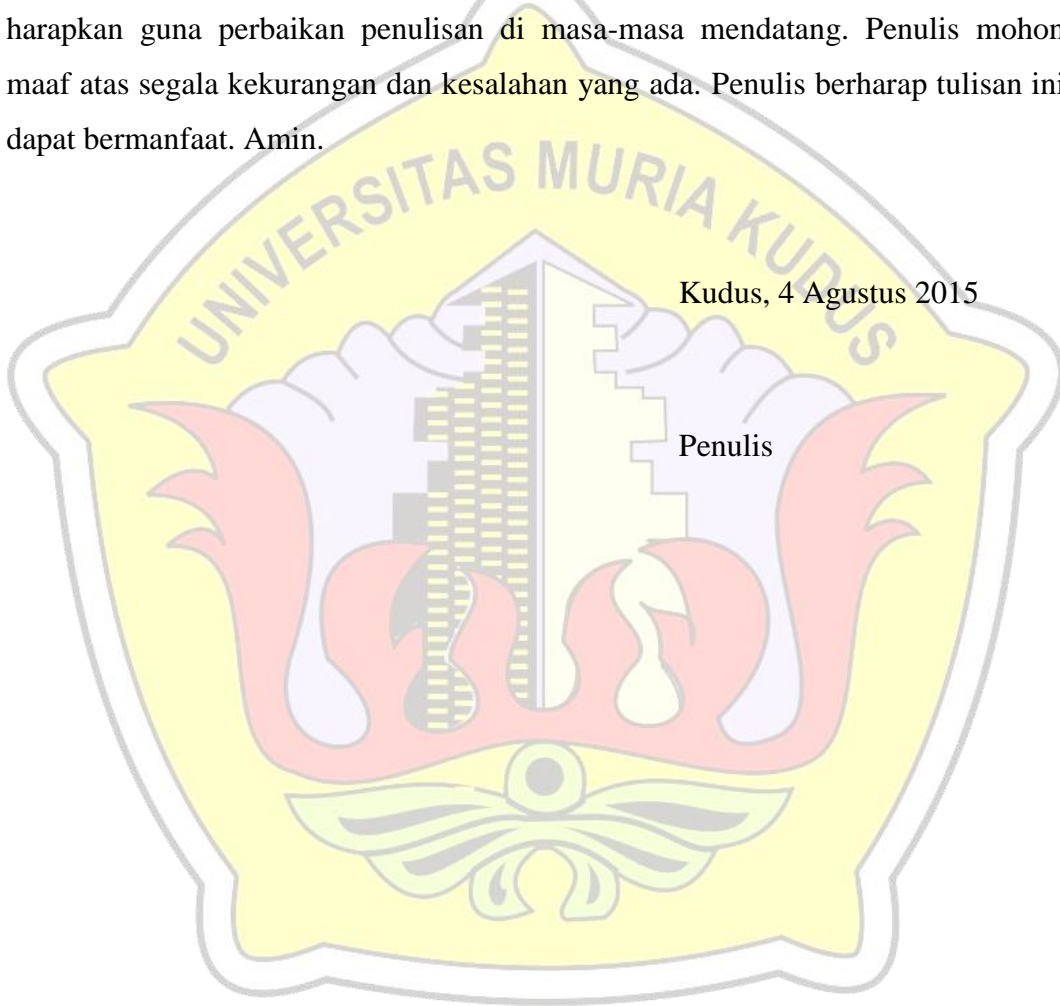 harapkan guna perbaikan penulisan di masa-masa mendatang. Penulis mohon
maaf atas segala kekurangan dan kesalahan yang ada. Penulis berharap tulisan ini
dapat bermanfaat. Amin.
UNIVERSITAS MURIA KUDUS
Kudus, 4 Agustus 2015
Penulis